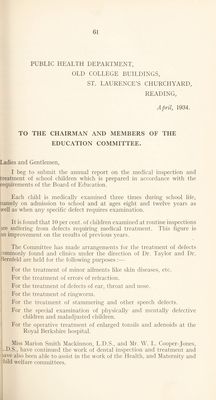 61
PUBLIC HEALTH DEPARTMENT,
OLD COLLEGE BUILDINGS,
ST. LAURENCE'S CHURCHYARD,
READING,
April, 1934.
TO THE CHAIRMAN AND MEMBERS OF THE
EDUCATION COMMITTEE.
Ladies and Gentlemen,
I beg to submit the annual report on the medical inspection and
treatment of school children which is prepared in accordance with the
requirements of the Board of Education.
Each child is medically examined three times during school life,
namely on admission to school and at ages eight and twelve years as
well as when any specific defect requires examination.
It is found that 10 per cent. of children examined at routine inspections
are suffering from defects requiring medical treatment. This figure is
an improvement on the results of previous years.
The Committee has made arrangements for the treatment of defects
commonly found and clinics under the direction of Dr. Taylor and Dr.
are held for the following purposes:—
For the treatment of minor ailments like skin diseases, etc.
For the treatment of errors of refraction.
For the treatment of defects of ear, throat and nose.
For the treatment of ringworm.
For the treatment of stammering and other speech defects.
For the special examination of physically and mentally defective
children and maladjusted children.
For the operative treatment of enlarged tonsils and adenoids at the
Royal Berkshire hospital.
Miss Marion Smith Mackinnon, L.D.S., and Mr. W. L. Cooper-Jones,
L.D.S., have continued the work of dental inspection and treatment and
have also been able to assist in the work of the Health, and Maternity and
Child welfare committees.